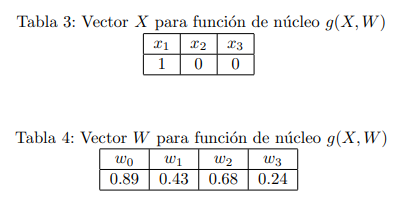 Tabla 3: Vector X para función de núcleo g(X, W)
x₁ x₂ x₃
1 0 0
Tabla 4: Vector W para función de núcleo g(X, W)
w₀ w₁ w₂ w₃
0.89 0.43 0.68 0.24